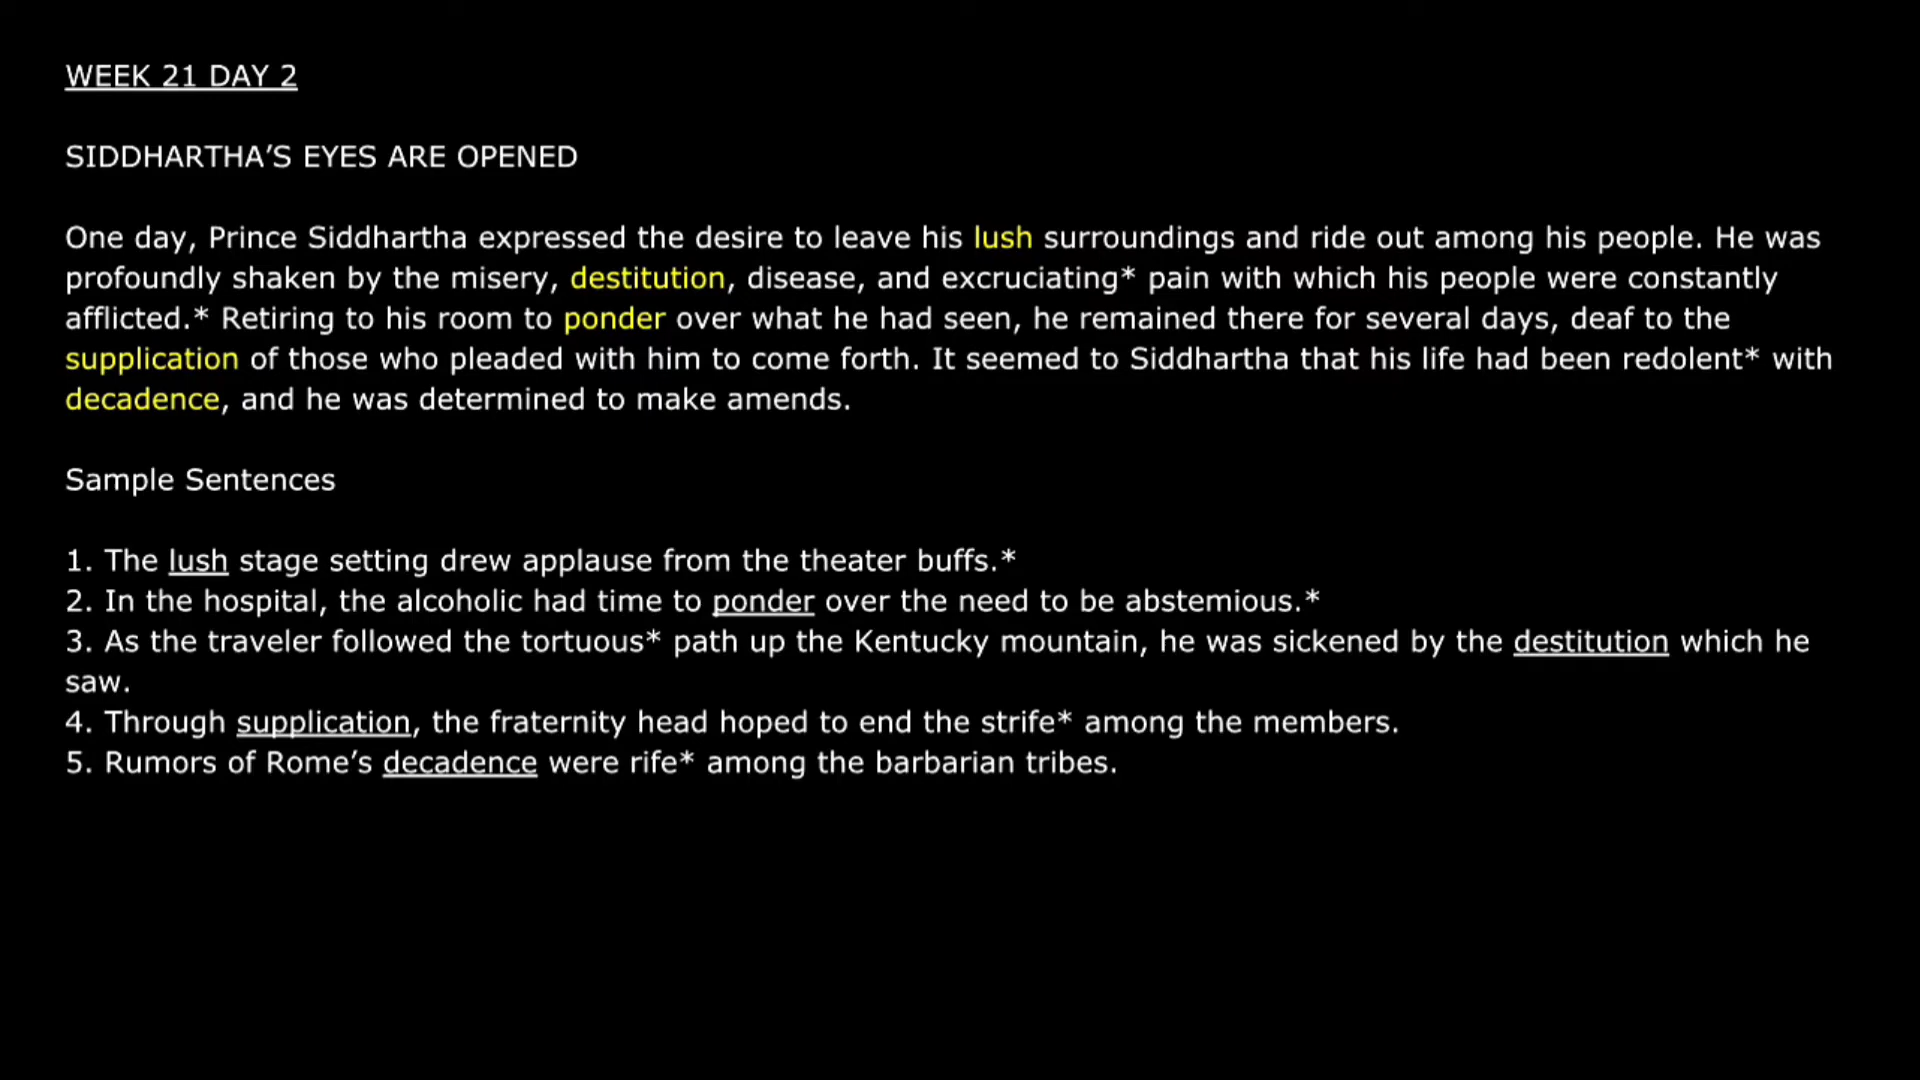 WEEK 21 DAY 2
SIDDHARTHA’S EYES ARE OPENED
One day, Prince Siddhartha expressed the desire to leave his lush surroundings and ride out among his people. He was
profoundly shaken by the misery, destitution, disease, and excruciating* pain with which his people were constantly
afflicted.* Retiring to his room to ponder over what he had seen, he remained there for several days, deaf to the
supplication of those who pleaded with him to come forth. It seemed to Siddhartha that his life had been redolent* with
decadence, and he was determined to make amends.
Sample Sentences
1. The lush stage setting drew applause from the theater buffs.*
2. In the hospital, the alcoholic had time to ponder over the need to be abstemious.*
3. As the traveler followed the tortuous* path up the Kentucky mountain, he was sickened by the destitution which he
saw.
4. Through supplication, the fraternity head hoped to end the strife* among the members.
5. Rumors of Rome’s decadence were rife* among the barbarian tribes.